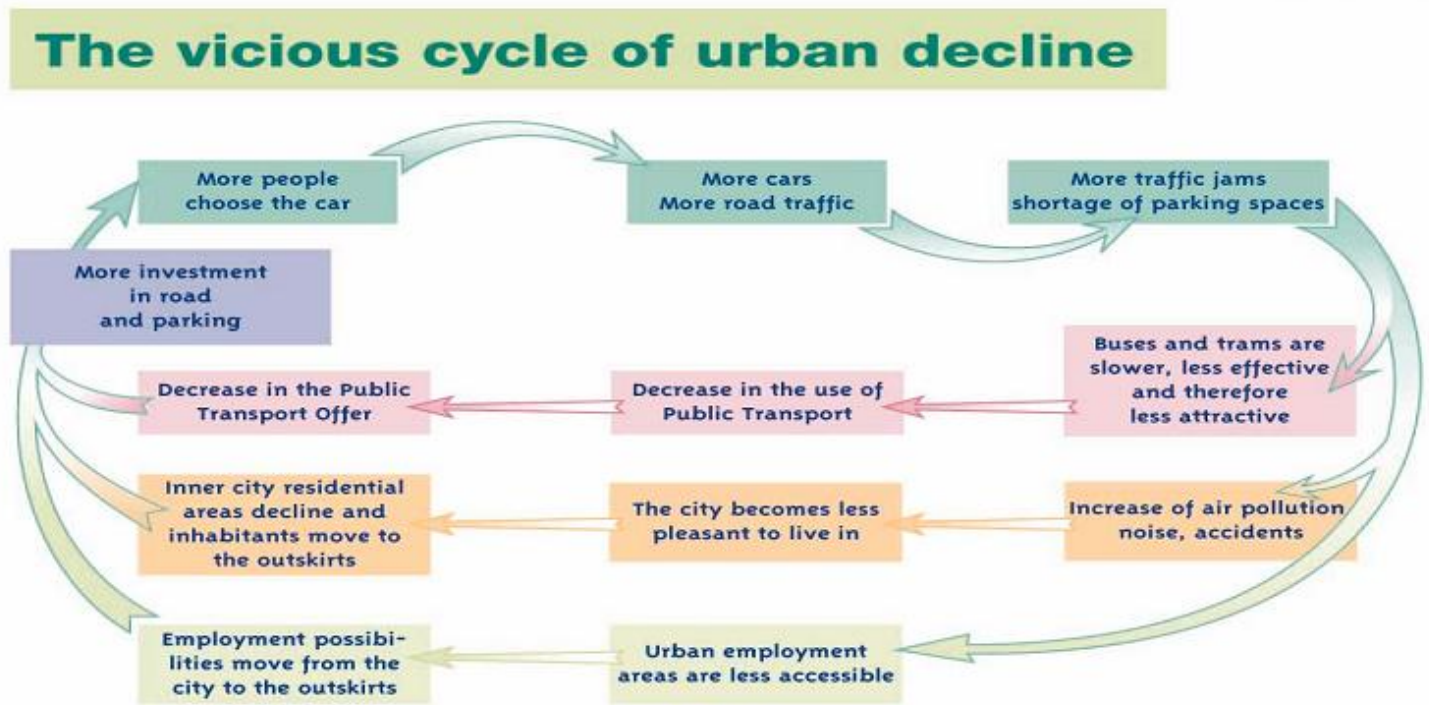 The vicious cycle of urban decline
More people
choose the car
More cars
More road traffic
More traffic jams
shortage of parking spaces
More investment
in road
and parking
Buses and trams are
slower, less effective
and therefore
less attractive
Decrease in the use of
Public Transport
Decrease in the Public
Transport Offer
Increase of air pollution
noise, accidents
The city becomes less
pleasant to live in
Inner city residential
areas decline and
inhabitants move to
the outskirts
Urban employment
areas are less accessible
Employment possibi-
lities move from the
city to the outskirts